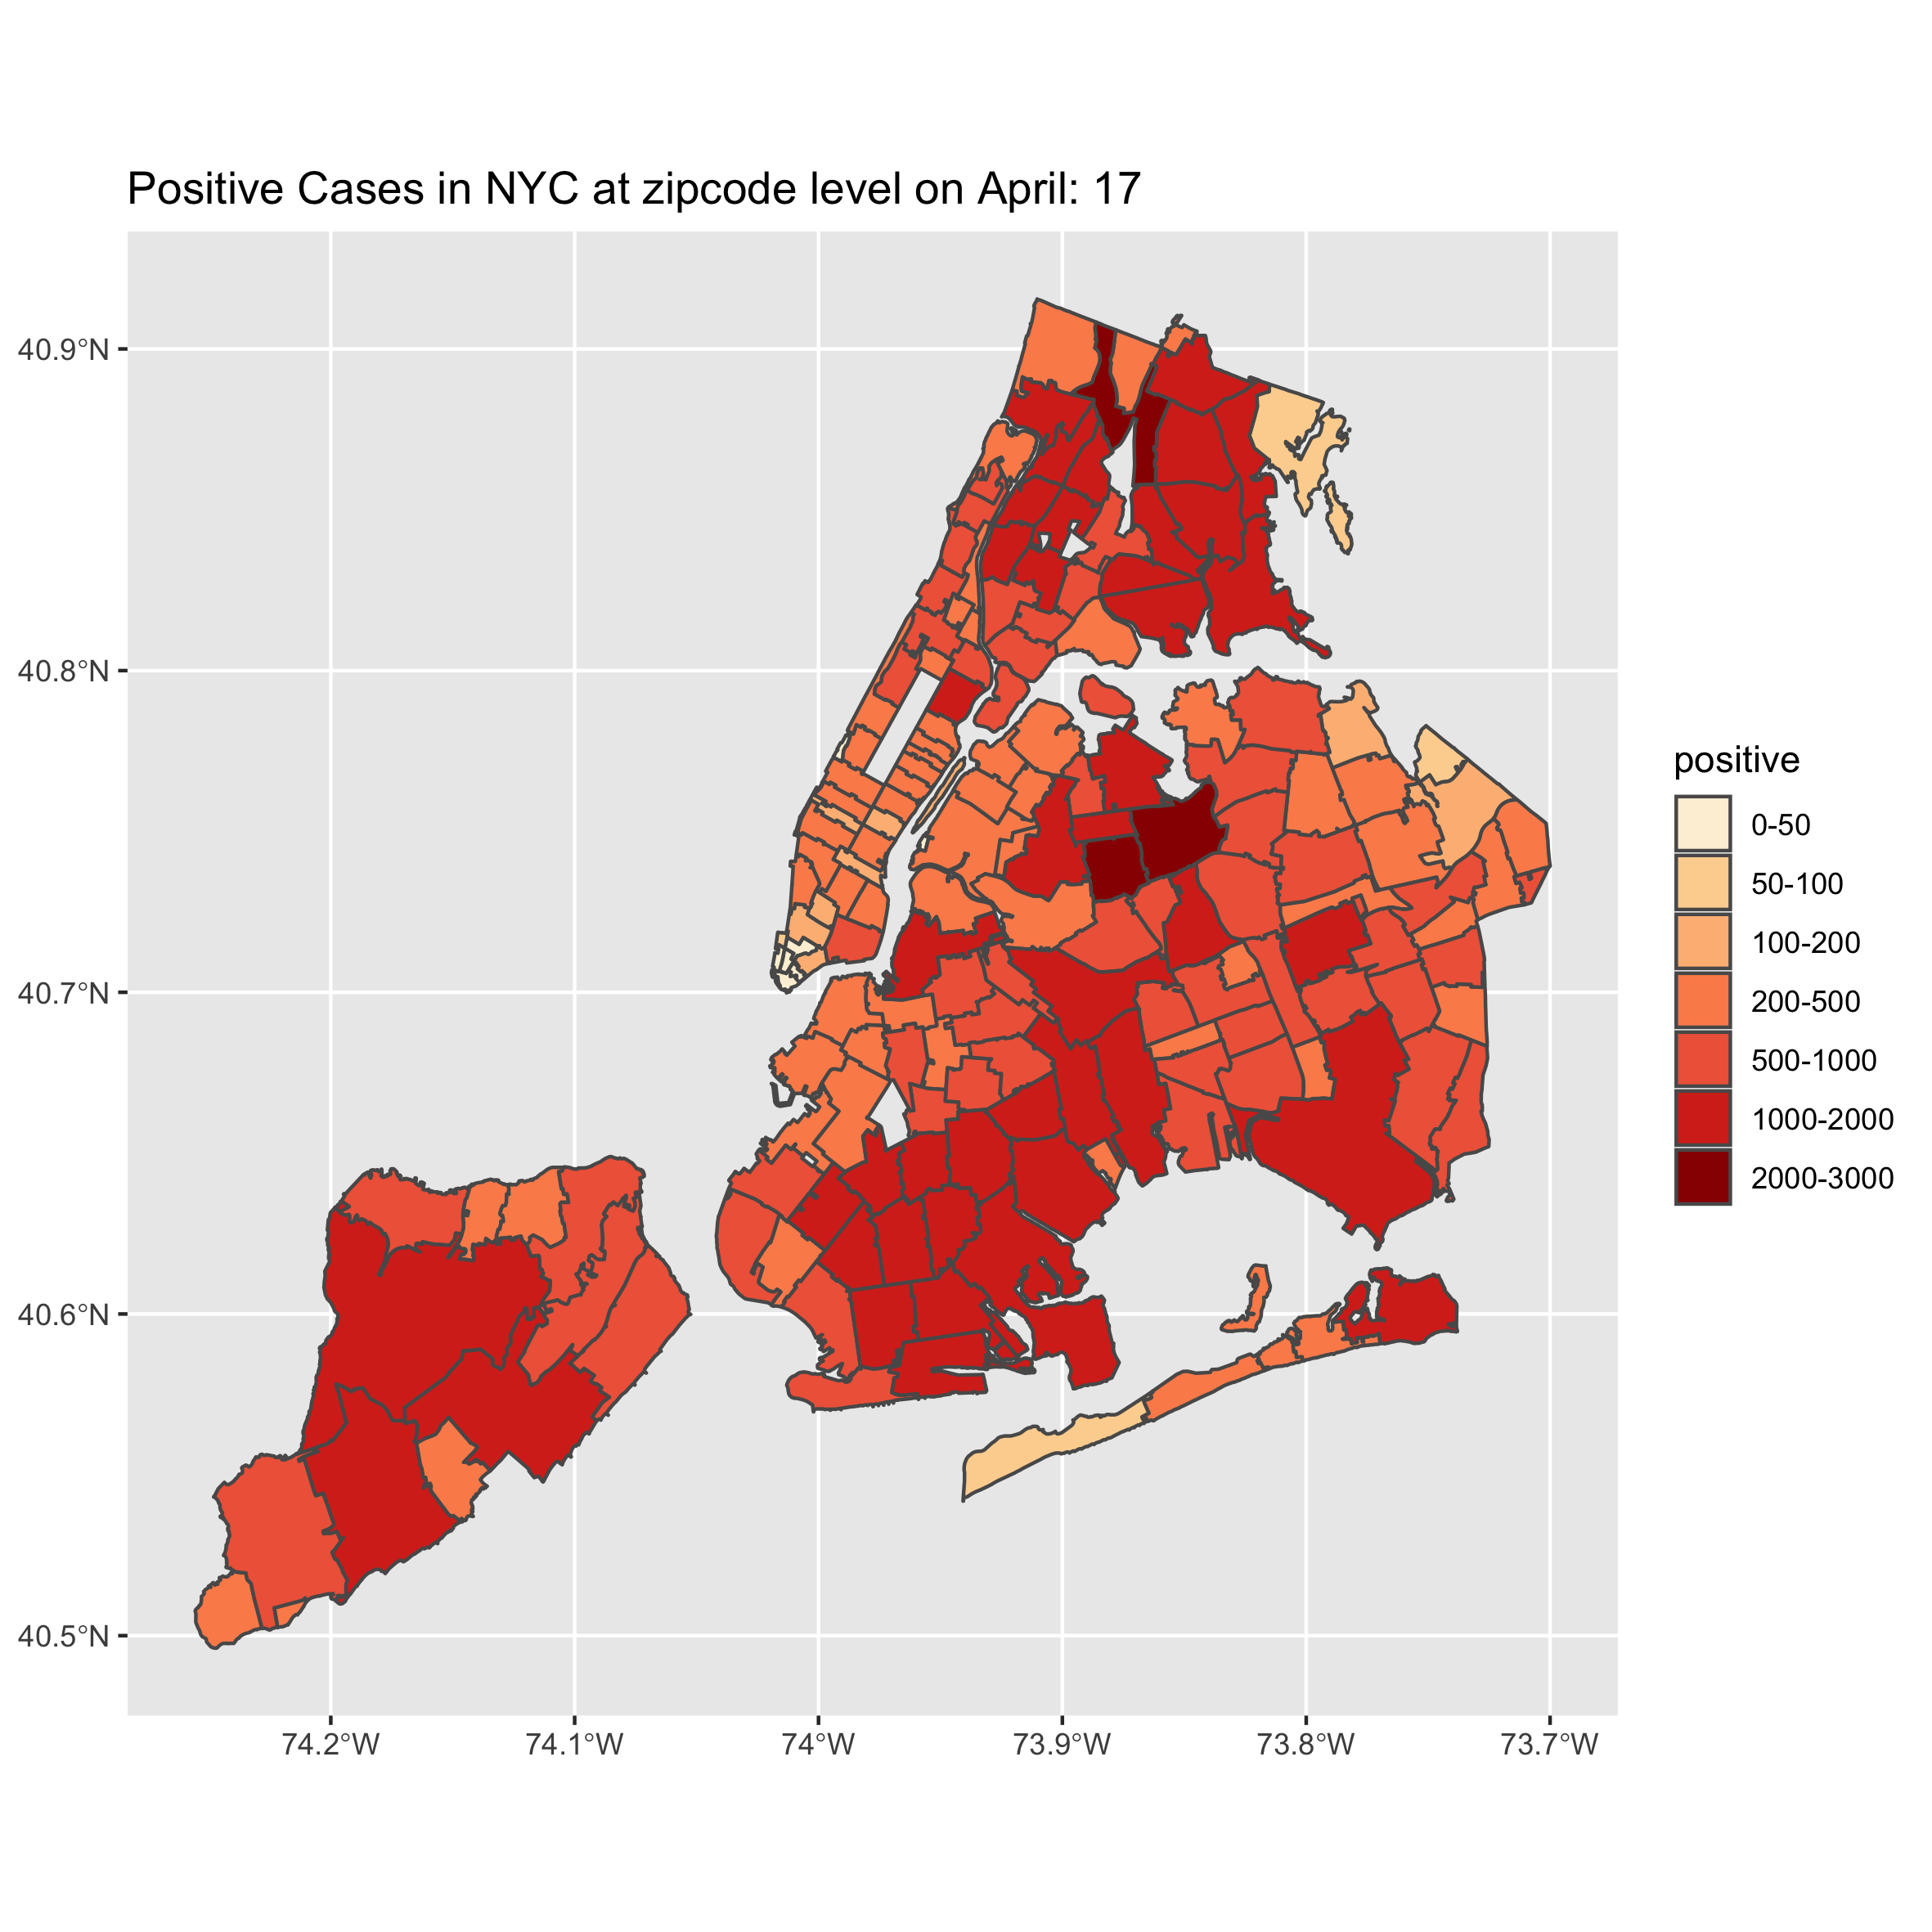 Positive Cases in NYC at zipcode level on April: 17
40.9°N
40.8°N
40.7°N
40.6°N
40.5°N
74.2°W
74.1°W
74°W
73.9°W
73.8°W
73.7°W
positive
0-50
50-100
100-200
200-500
500-1000
1000-2000
2000-3000